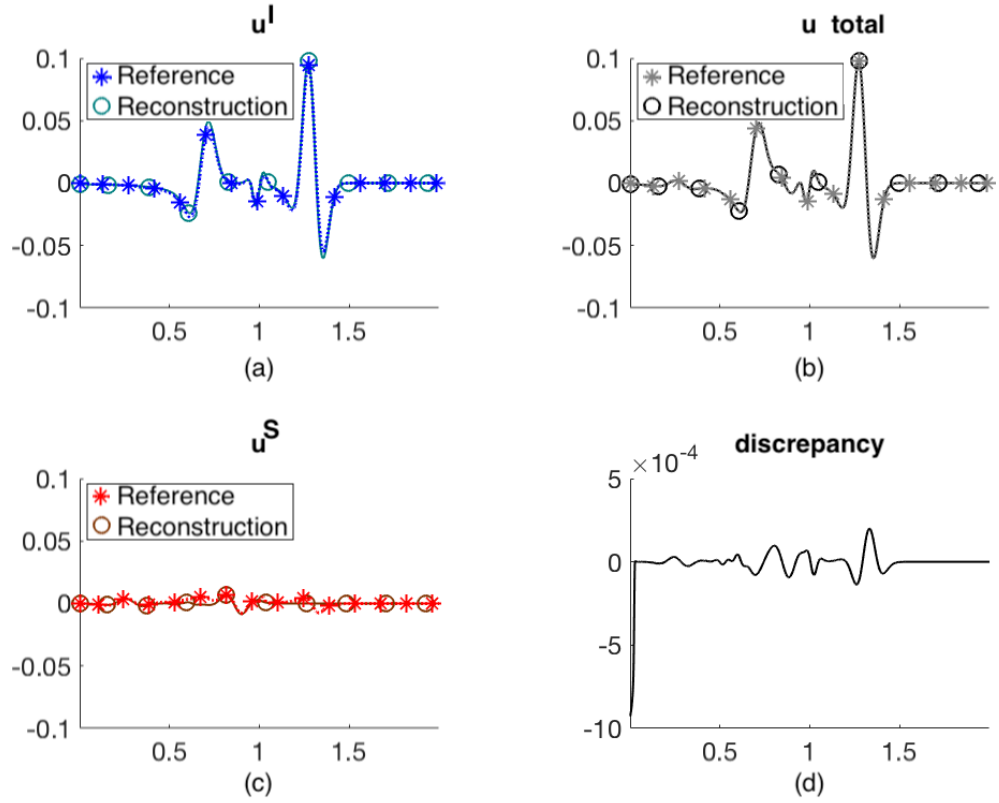 u^I
0.1
0.05
0
-0.05
-0.1
Reference
Reconstruction
0.5 1 1.5
(a)
u total
0.1
0.05
0
-0.05
-0.1
Reference
Reconstruction
0.5 1 1.5
(b)
u^S
0.1
0.05
0
-0.05
-0.1
Reference
Reconstruction
0.5 1 1.5
(c)
discrepancy
×10^-4
5
0
-5
-10
0.5 1 1.5
(d)